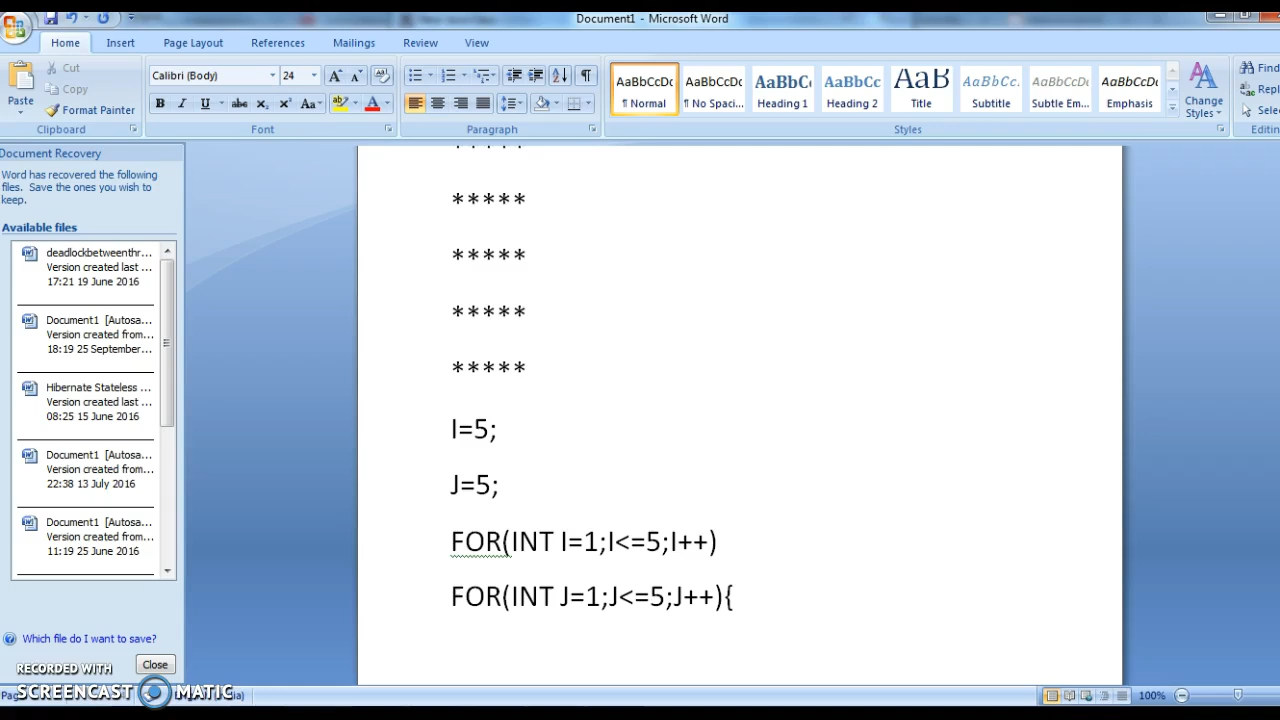 Document1 - Microsoft Word
Home Insert Page Layout References Mailings Review View
Paste
Cut
Copy
Format Painter
Clipboard
Calibri (Body) 24
B I U abc x₂ x² Aa
Font
Paragraph
AaBbCcDc AaBbCcDc AaBbCc AaBbCc AaB AaBbCc. AaBbCcDc AaBbCcDc
¶ Normal ¶ No Spaci... Heading 1 Heading 2 Title Subtitle Subtle Em... Emphasis
Change Styles
Styles
Find
Repl
Selec
Editin
Document Recovery
Word has recovered the following
files. Save the ones you wish to
keep.
Available files
deadlockbetweenthr...
Version created last ...
17:21 19 June 2016
Document1 [Autosa...
Version created from...
18:19 25 September...
Hibernate Stateless ...
Version created last ...
08:25 15 June 2016
Document1 [Autosa...
Version created from...
22:38 13 July 2016
Document1 [Autosa...
Version created from...
11:19 25 June 2016
Which file do I want to save?
Close
*****
*****
*****
*****
I=5;
J=5;
FOR(INT I=1;I<=5;I++)
FOR(INT J=1;J<=5;J++){
RECORDED WITH
SCREENCAST MATIC
100%